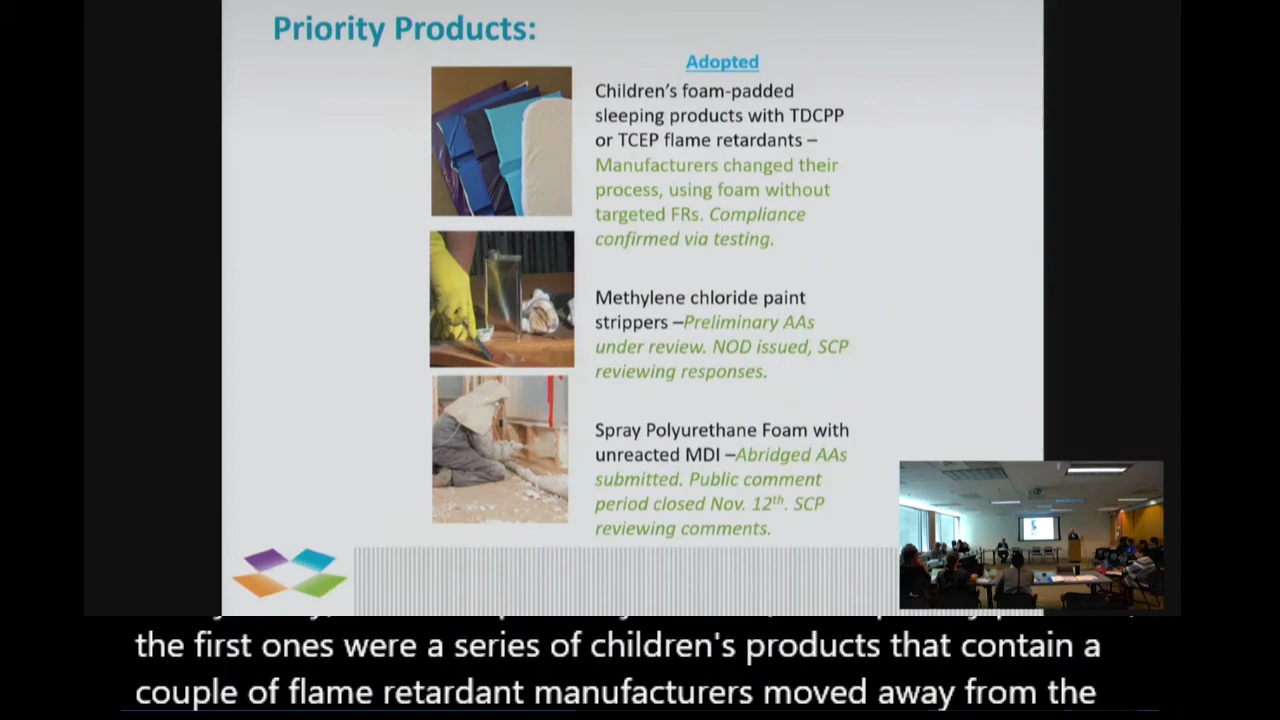 Priority Products:
Adopted
Children's foam-padded
sleeping products with TDCPP
or TCEP flame retardants –
Manufacturers changed their
process, using foam without
targeted FRs. Compliance
confirmed via testing.
Methylene chloride paint
strippers –Preliminary AAs
under review. NOD issued, SCP
reviewing responses.
Spray Polyurethane Foam with
unreacted MDI –Abridged AAs
submitted. Public comment
period closed Nov. 12th. SCP
reviewing comments.
the first ones were a series of children's products that contain a
couple of flame retardant manufacturers moved away from the